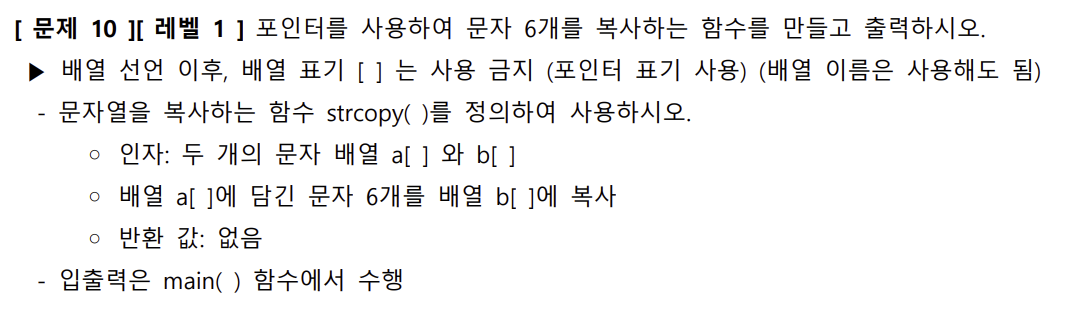 [ 문제 10 ][ 레벨 1 ] 포인터를 사용하여 문자 6개를 복사하는 함수를 만들고 출력하시오.
▶ 배열 선언 이후, 배열 표기 [ ] 는 사용 금지 (포인터 표기 사용) (배열 이름은 사용해도 됨)
- 문자열을 복사하는 함수 strcopy( )를 정의하여 사용하시오.
○ 인자: 두 개의 문자 배열 a[ ] 와 b[ ]
○ 배열 a[ ]에 담긴 문자 6개를 배열 b[ ]에 복사
○ 반환 값: 없음
- 입출력은 main( ) 함수에서 수행